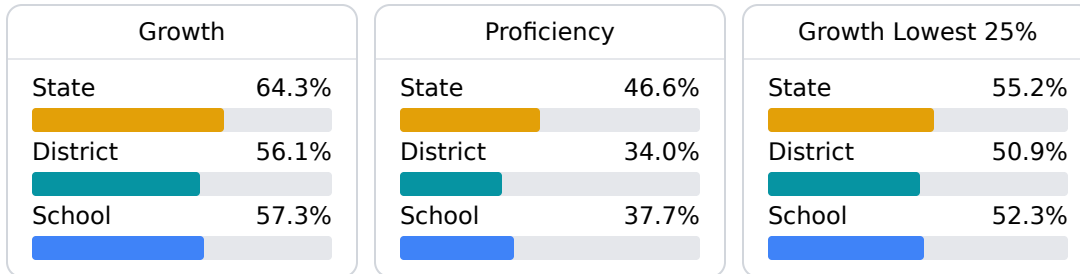 Growth
State 64.3%
District 56.1%
School 57.3%
Proficiency
State 46.6%
District 34.0%
School 37.7%
Growth Lowest 25%
State 55.2%
District 50.9%
School 52.3%